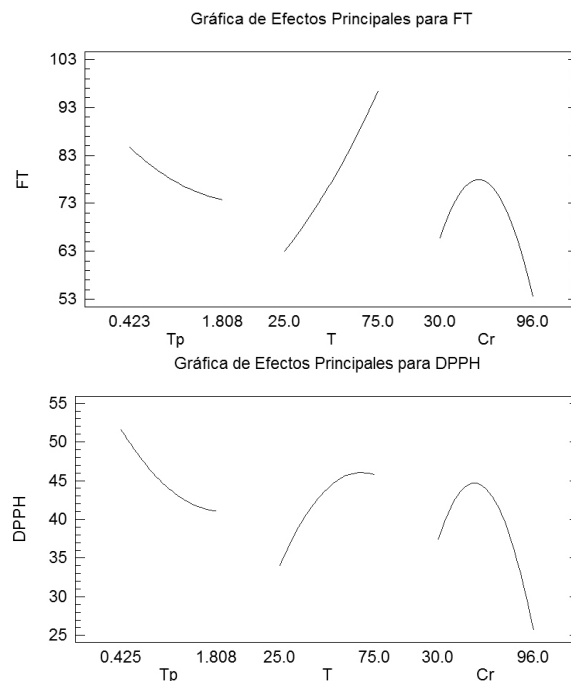 Gráfica de Efectos Principales para FT
103
93
83
73
63
53
FT
0.423 1.808 25.0 75.0 30.0 96.0
Tp T Cr
Gráfica de Efectos Principales para DPPH
55
50
45
40
35
30
25
DPPH
0.425 1.808 25.0 75.0 30.0 96.0
Tp T Cr